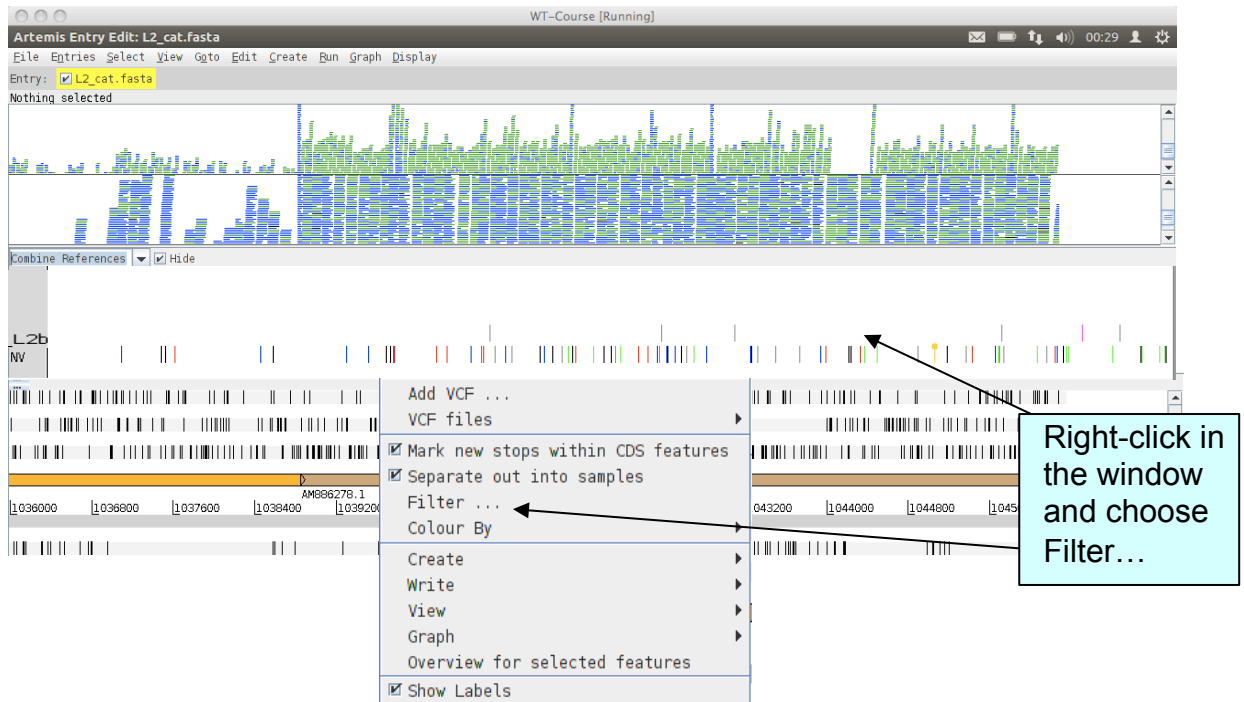 WT-Course [Running]
Artemis Entry Edit: L2_cat.fasta
00:29
File Entries Select View Goto Edit Create Run Graph Display
Entry: L2_cat.fasta
Nothing selected
Combine References Hide
L2b
NV
...
Add VCF ...
VCF files
Mark new stops within CDS features
Separate out into samples
Filter ...
Colour By
Create
Write
View
Graph
Overview for selected features
Show Labels
AM886278.1
1036000 1036800 1037600 1038400 103920 043200 1044000 1044800 1045
Right-click in
the window
and choose
Filter…